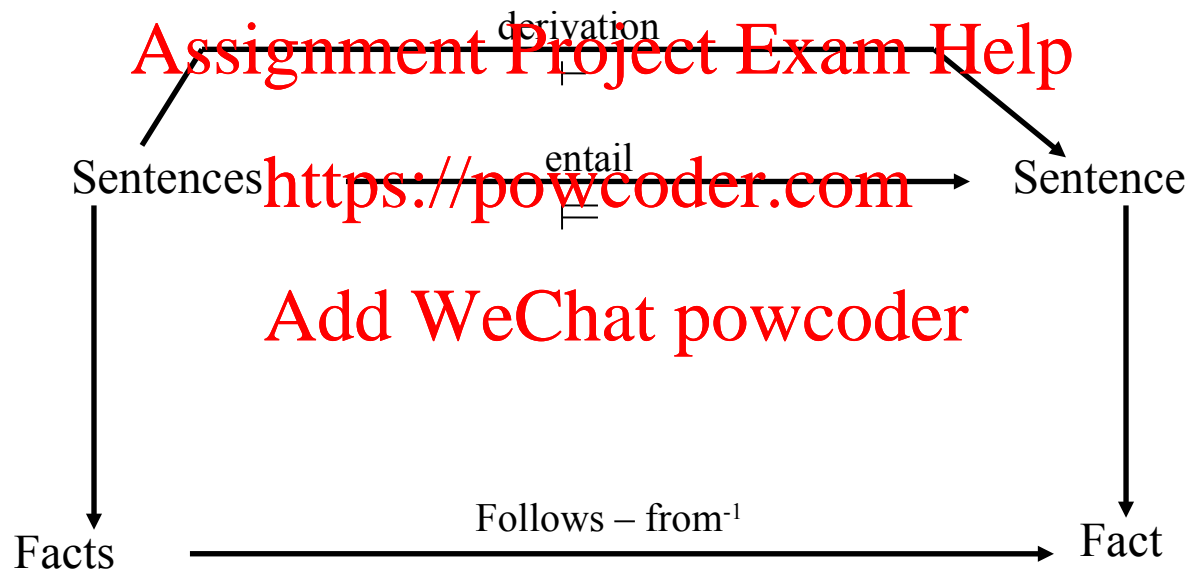 derivation
Assignment Project Exam Help
⊢
entail
Sentences https://powcoder.com Sentence
⊨
Add WeChat powcoder
Follows – from⁻¹
Facts Fact